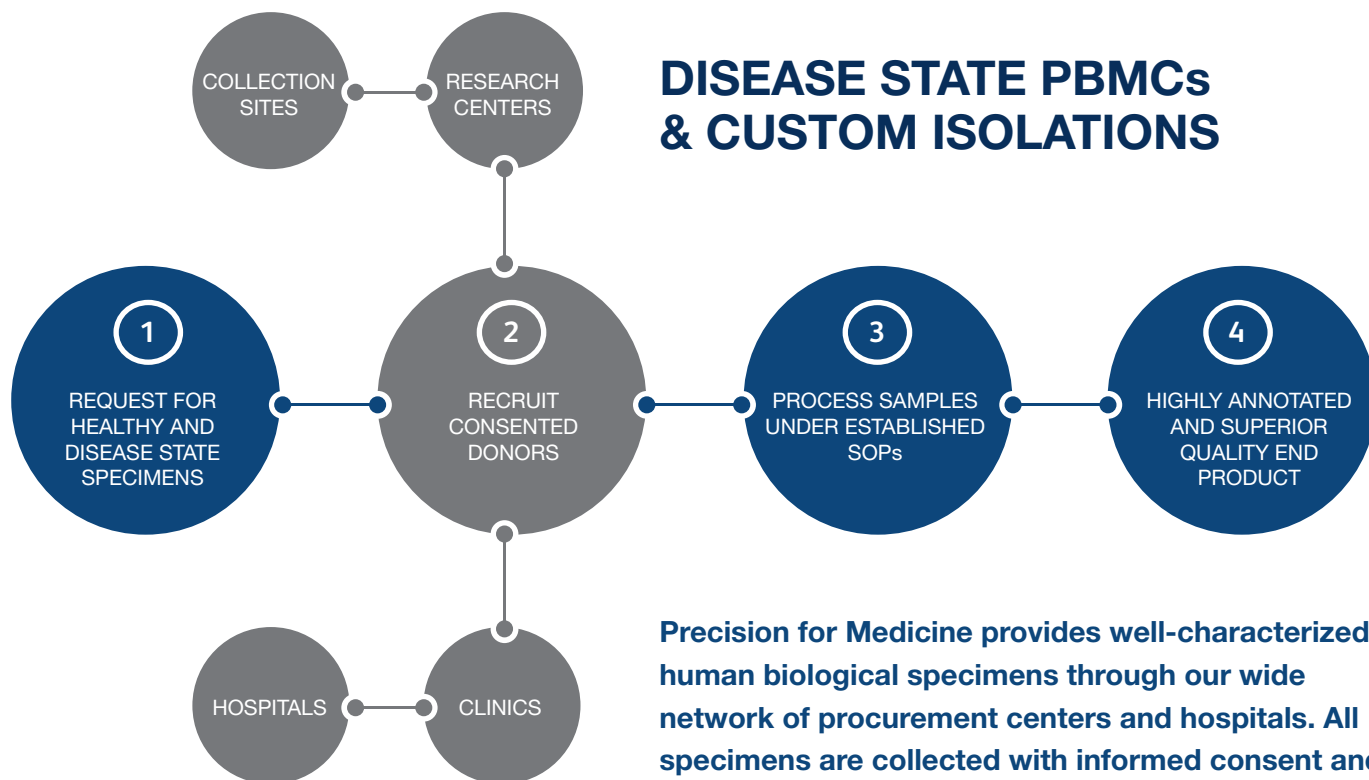 COLLECTION
SITES
RESEARCH
CENTERS
DISEASE STATE PBMCs
& CUSTOM ISOLATIONS
1
REQUEST FOR
HEALTHY AND
DISEASE STATE
SPECIMENS
2
RECRUIT
CONSENTED
DONORS
3
PROCESS SAMPLES
UNDER ESTABLISHED
SOPs
4
HIGHLY ANNOTATED
AND SUPERIOR
QUALITY END
PRODUCT
HOSPITALS
CLINICS
Precision for Medicine provides well-characterized
human biological specimens through our wide
network of procurement centers and hospitals. All
specimens are collected with informed consent and